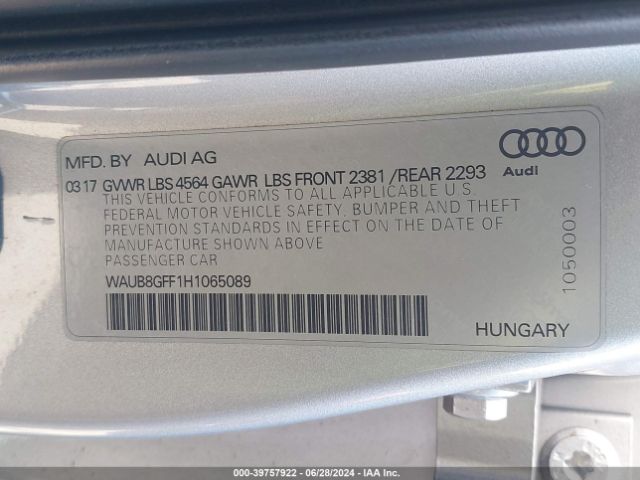 MFD. BY AUDI AG
Audi
03 17 GVWR LBS 4564 GAWR LBS FRONT 2381 /REAR 2293
THIS VEHICLE CONFORMS TO ALL APPLICABLE U.S.
FEDERAL MOTOR VEHICLE SAFETY, BUMPER AND THEFT
PREVENTION STANDARDS IN EFFECT ON THE DATE OF
MANUFACTURE SHOWN ABOVE
PASSENGER CAR
WAUB8GFF1H1065089
1050003
HUNGARY
000-39757922 | 06/28/2024 | IAA Inc.